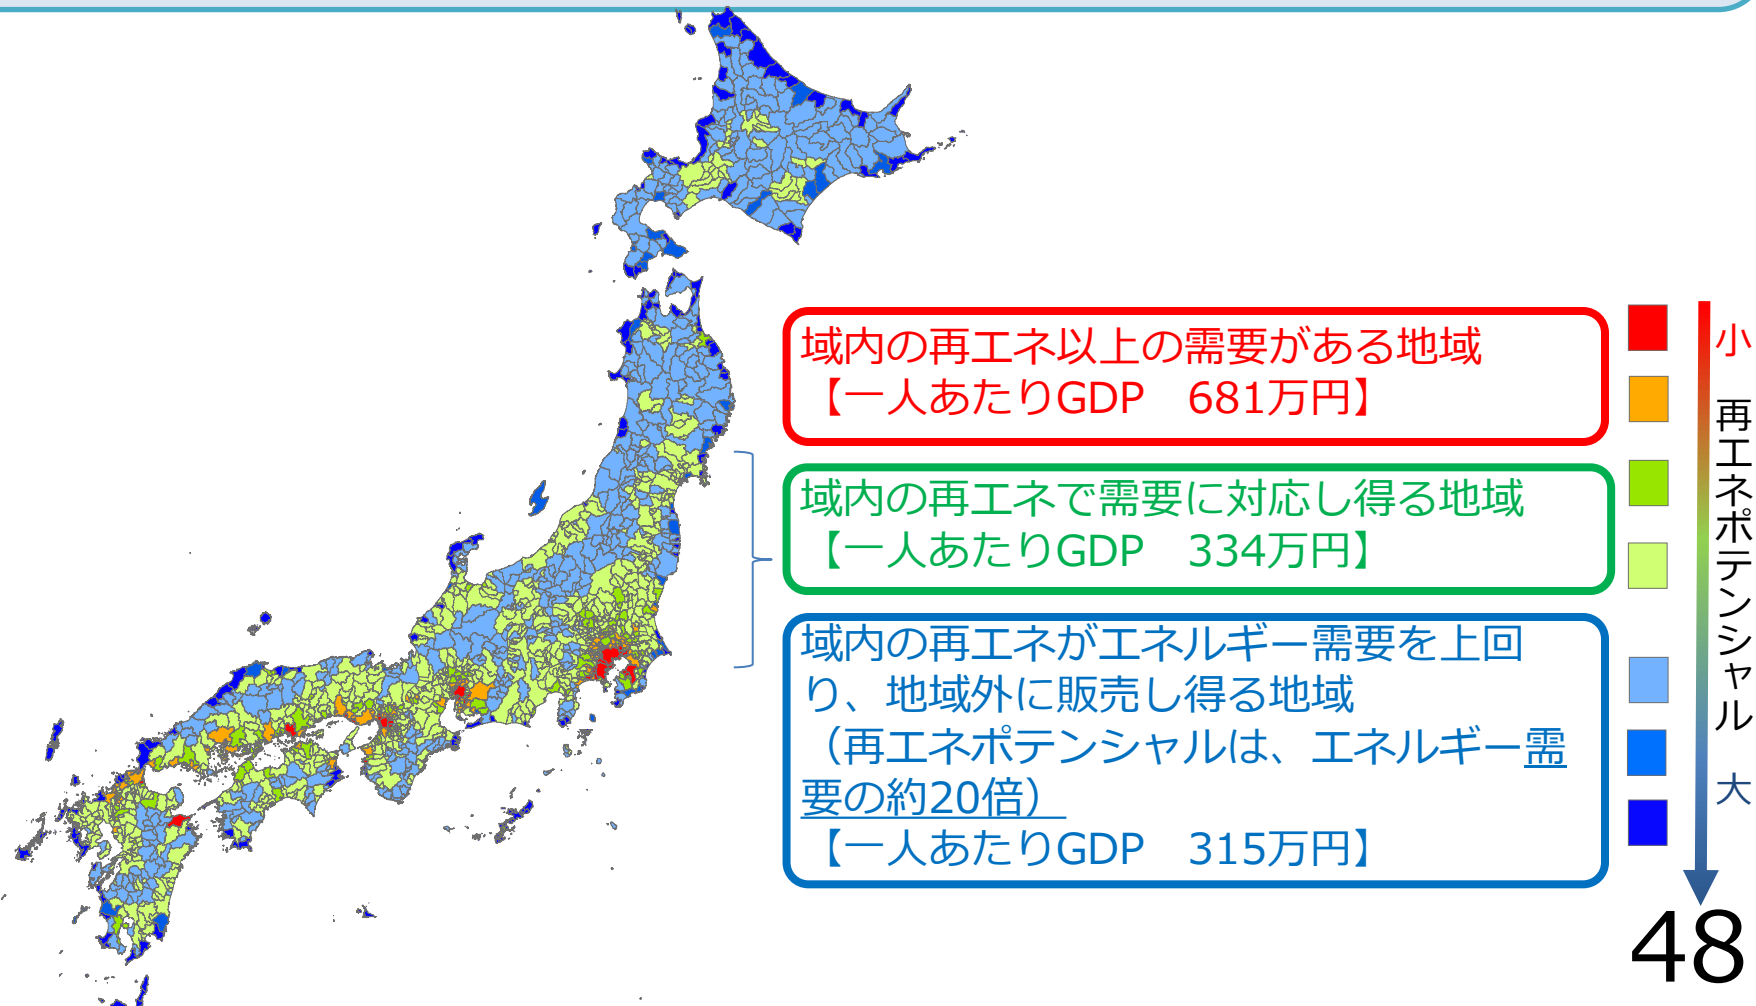 域内の再エネ以上の需要がある地域
【一人あたりGDP　681万円】
域内の再エネで需要に対応し得る地域
【一人あたりGDP　334万円】
域内の再エネがエネルギー需要を上回
り、地域外に販売し得る地域
（再エネポテンシャルは、エネルギー需
要の約20倍）
【一人あたりGDP　315万円】
小
再エネポテンシャル
大
48